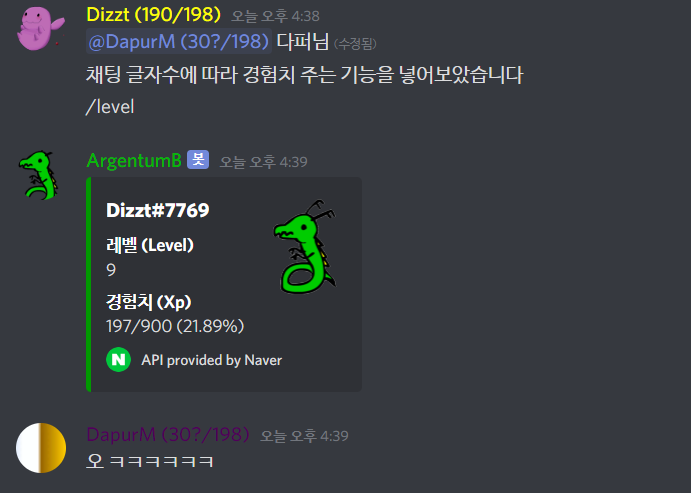 Dizzt (190/198) 오늘 오후 4:38
@DapurM (30?/198) 다퍼님 (수정됨)
채팅 글자수에 따라 경험치 주는 기능을 넣어보았습니다
/level
ArgentumB 봇 오늘 오후 4:39
Dizzt#7769
레벨 (Level)
9
경험치 (Xp)
197/900 (21.89%)
N API provided by Naver
DapurM (30?/198) 오늘 오후 4:39
오 ㅋㅋㅋㅋㅋㅋ